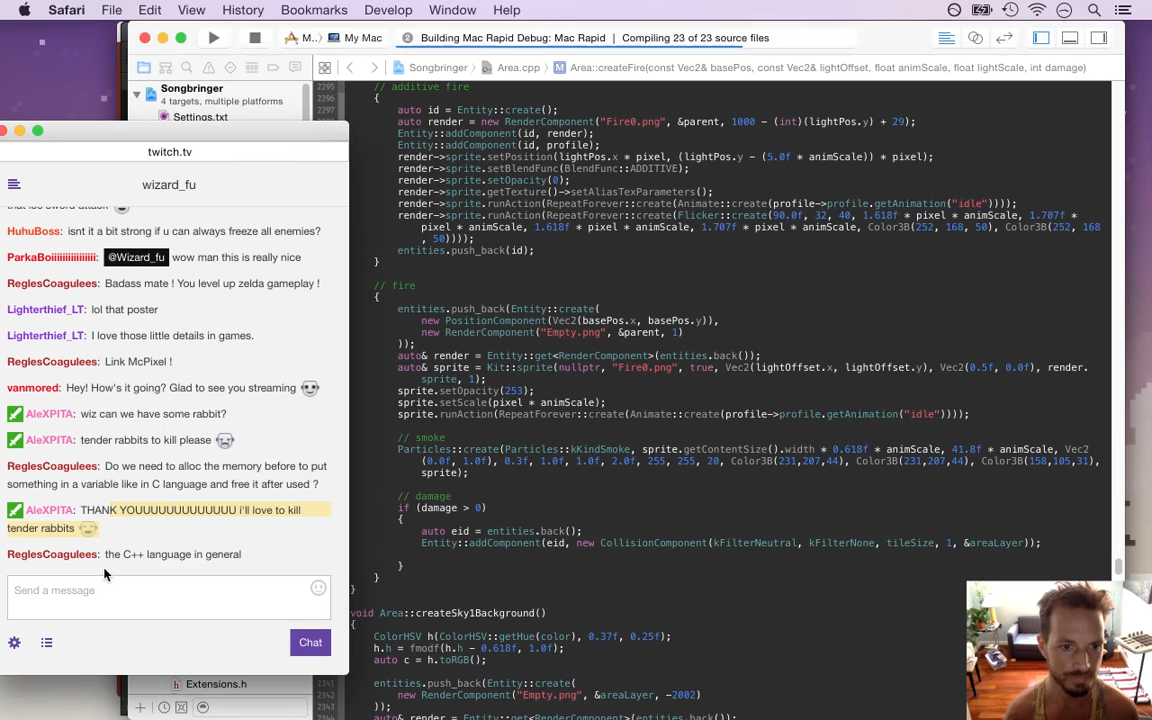 Safari File Edit View History Bookmarks Develop Window Help
M.. My Mac
2 Building Mac Rapid Debug: Mac Rapid | Compiling 23 of 23 source files
Songbringer Area.cpp M Area::createFire(const Vec2& basePos, const Vec2& lightOffset, float animScale, float lightScale, int damage)
Songbringer
4 targets, multiple platforms
Settings.txt
twitch.tv
wizard_fu
HuhuBoss: isnt it a bit strong if u can always freeze all enemies?
ParkaBoiiiiiiiiiiiiiii: @Wizard_fu wow man this is really nice
ReglesCoagulees: Badass mate ! You level up zelda gameplay !
Lighterthief_LT: lol that poster
Lighterthief_LT: I love those little details in games.
ReglesCoagulees: Link McPixel !
vanmored: Hey! How's it going? Glad to see you streaming
AleXPITA: wiz can we have some rabbit?
AleXPITA: tender rabbits to kill please
ReglesCoagulees: Do we need to alloc the memory before to put
something in a variable like in C language and free it after used ?
AleXPITA: THANK YOUUUUUUUUUUUUU i'll love to kill
tender rabbits
ReglesCoagulees: the C++ language in general
Send a message
Chat
Extensions.h
2295 // additive fire
2296 {
2297 auto id = Entity::create();
2298 auto render = new RenderComponent("Fire0.png", &parent, 1000 - (int)(lightPos.y) + 29);
2299 Entity::addComponent(id, render);
2300 Entity::addComponent(id, profile);
2301 render->sprite.setPosition(lightPos.x * pixel, (lightPos.y - (5.0f * animScale)) * pixel);
2302 render->sprite.setBlendFunc(BlendFunc::ADDITIVE);
render->sprite.setOpacity(0);
render->sprite.getTexture()->setAliasTexParameters();
render->sprite.runAction(RepeatForever::create(Animate::create(profile->profile.getAnimation("idle"))));
render->sprite.runAction(RepeatForever::create(Flicker::create(90.0f, 32, 40, 1.618f * pixel * animScale, 1.707f *
pixel * animScale, 1.618f * pixel * animScale, 1.707f * pixel * animScale, Color3B(252, 168, 50), Color3B(252, 168
, 50))));
entities.push_back(id);
}
// fire
{
entities.push_back(Entity::create(
new PositionComponent(Vec2(basePos.x, basePos.y)),
new RenderComponent("Empty.png", &parent, 1)
));
auto& render = Entity::get<RenderComponent>(entities.back());
auto& sprite = Kit::sprite(nullptr, "Fire0.png", true, Vec2(lightOffset.x, lightOffset.y), Vec2(0.5f, 0.0f), render.
sprite, 1);
sprite.setOpacity(253);
sprite.setScale(pixel * animScale);
sprite.runAction(RepeatForever::create(Animate::create(profile->profile.getAnimation("idle"))));
// smoke
Particles::create(Particles::kKindSmoke, sprite.getContentSize().width * 0.618f * animScale, 41.8f * animScale, Vec2
(0.0f, 1.0f), 0.3f, 1.0f, 1.0f, 2.0f, 255, 255, 20, Color3B(231,207,44), Color3B(231,207,44), Color3B(158,105,31),
sprite);
// damage
if (damage > 0)
{
auto eid = entities.back();
Entity::addComponent(eid, new CollisionComponent(kFilterNeutral, kFilterNone, tileSize, 1, &areaLayer));
}
}
}
void Area::createSky1Background()
{
ColorHSV h(ColorHSV::getHue(color), 0.37f, 0.25f);
h.h = fmodf(h.h - 0.618f, 1.0f);
auto c = h.toRGB();
entities.push_back(Entity::create(
2342 new RenderComponent("Empty.png", &areaLayer, -2002)
2343 ));